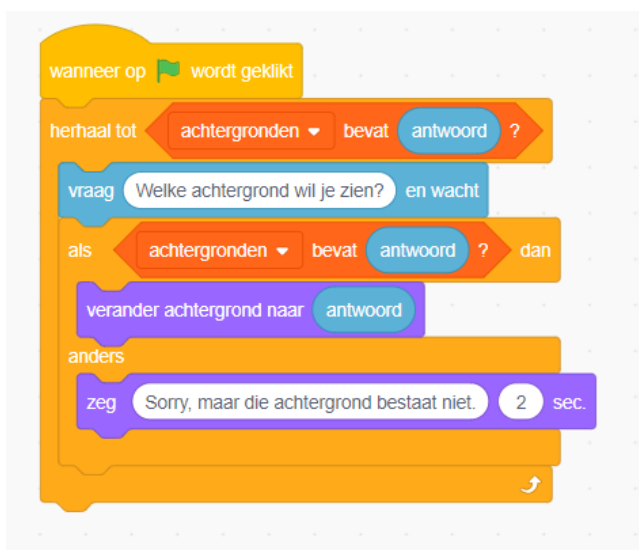 wanneer op wordt geklikt
herhaal tot achtergronden bevat antwoord ?
vraag Welke achtergrond wil je zien? en wacht
als achtergronden bevat antwoord ? dan
verander achtergrond naar antwoord
anders
zeg Sorry, maar die achtergrond bestaat niet. 2 sec.